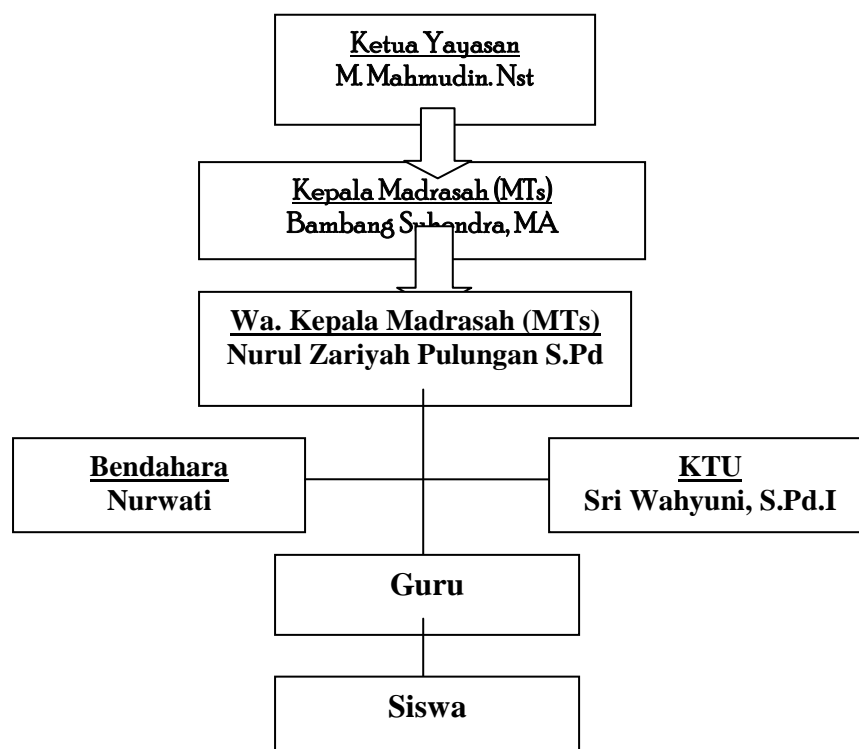 Ketua Yayasan
M. Mahmudin. Nst
Kepala Madrasah (MTs)
Bambang Suhendra, MA
Wa. Kepala Madrasah (MTs)
Nurul Zariyah Pulungan S.Pd
Bendahara
Nurwati
KTU
Sri Wahyuni, S.Pd.I
Guru
Siswa